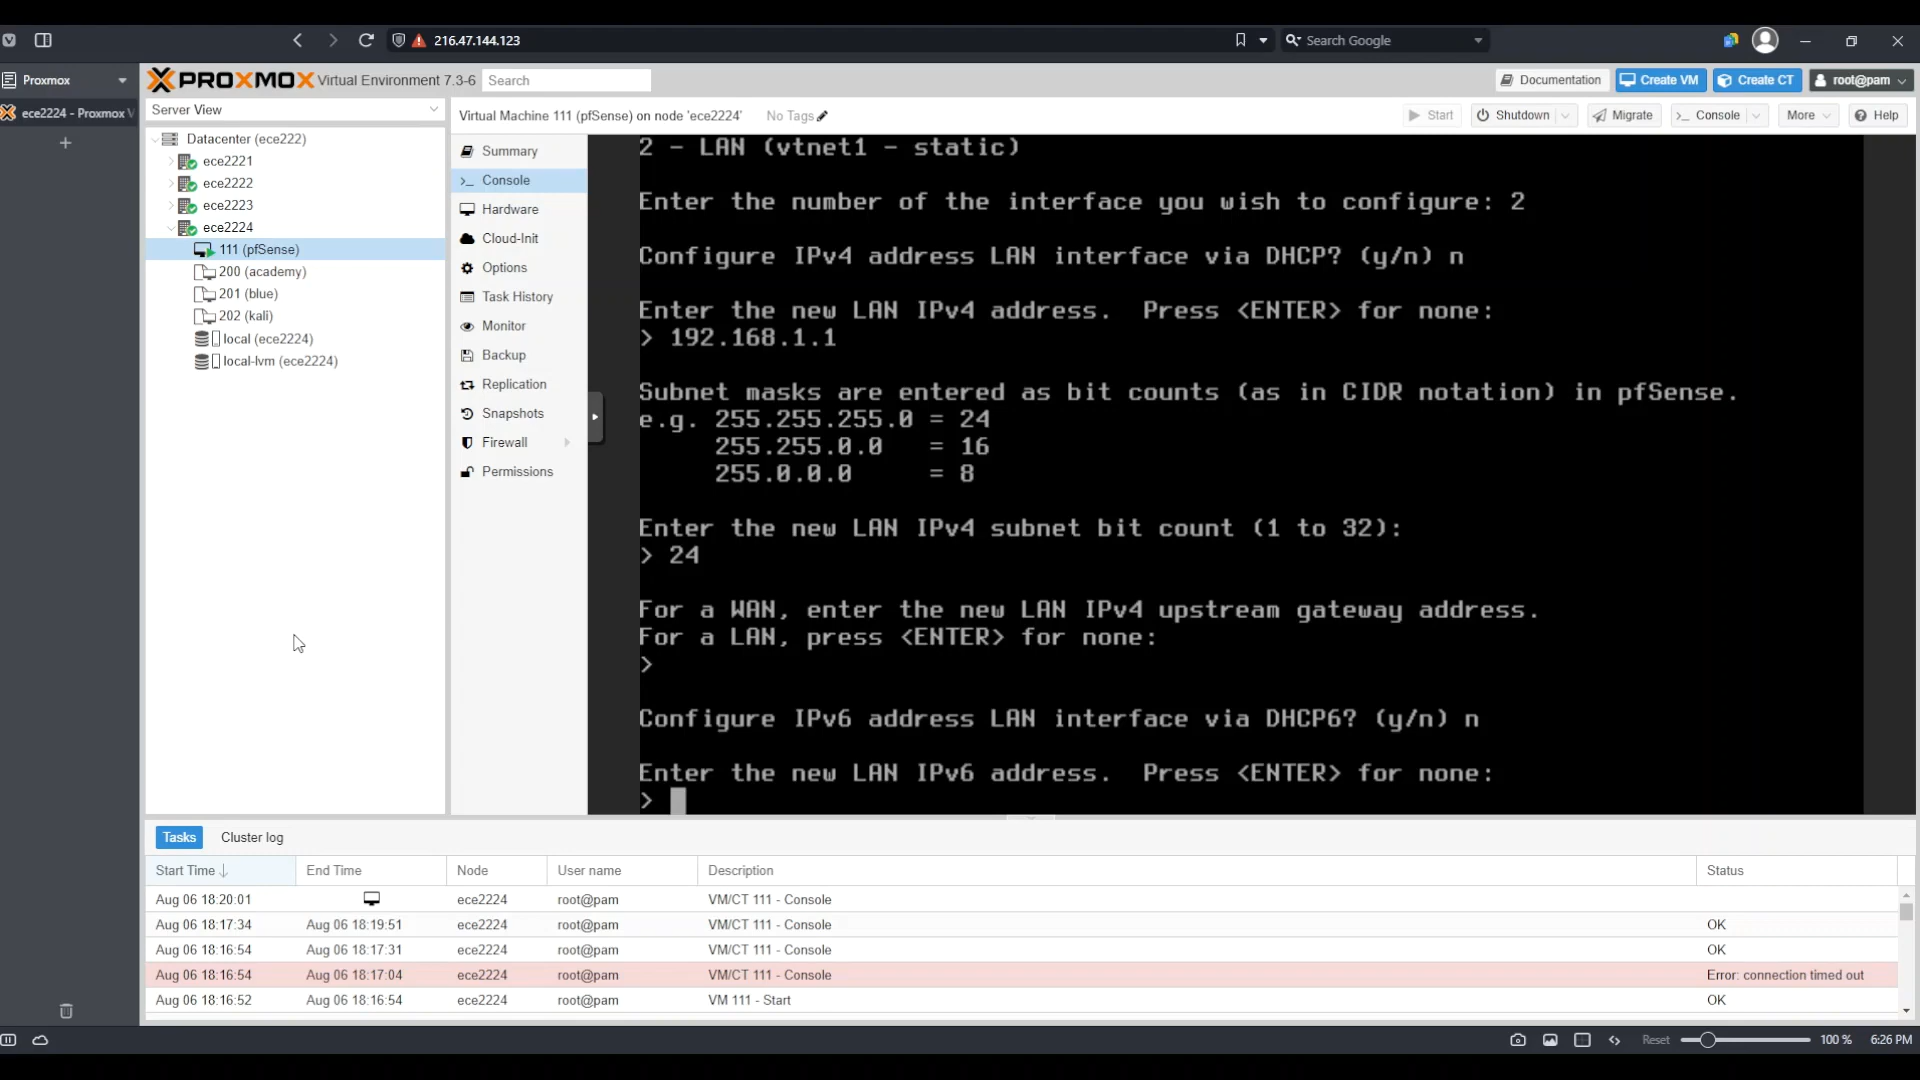 216.47.144.123
Search Google
Proxmox
PROXMOX Virtual Environment 7.3-6
Search
Documentation
Create VM
Create CT
root@pam
ece2224 - Proxmox V
Server View
Virtual Machine 111 (pfSense) on node 'ece2224'
No Tags
Start
Shutdown
Migrate
Console
More
Help
Datacenter (ece222)
ece2221
ece2222
ece2223
ece2224
111 (pfSense)
200 (academy)
201 (blue)
202 (kali)
local (ece2224)
local-lvm (ece2224)
Summary
Console
Hardware
Cloud-Init
Options
Task History
Monitor
Backup
Replication
Snapshots
Firewall
Permissions
2 - LAN (vtnet1 - static)
Enter the number of the interface you wish to configure: 2
Configure IPv4 address LAN interface via DHCP? (y/n) n
Enter the new LAN IPv4 address.  Press <ENTER> for none:
> 192.168.1.1
Subnet masks are entered as bit counts (as in CIDR notation) in pfSense.
e.g. 255.255.255.0 = 24
255.255.0.0   = 16
255.0.0.0     = 8
Enter the new LAN IPv4 subnet bit count (1 to 32):
> 24
For a WAN, enter the new LAN IPv4 upstream gateway address.
For a LAN, press <ENTER> for none:
>
Configure IPv6 address LAN interface via DHCP6? (y/n) n
Enter the new LAN IPv6 address.  Press <ENTER> for none:
>
Tasks
Cluster log
Start Time End Time Node User name Description Status
Aug 06 18:20:01 ece2224 root@pam VM/CT 111 - Console
Aug 06 18:17:34 Aug 06 18:19:51 ece2224 root@pam VM/CT 111 - Console OK
Aug 06 18:16:54 Aug 06 18:17:31 ece2224 root@pam VM/CT 111 - Console OK
Aug 06 18:16:54 Aug 06 18:17:04 ece2224 root@pam VM/CT 111 - Console Error: connection timed out
Aug 06 18:16:52 Aug 06 18:16:54 ece2224 root@pam VM 111 - Start OK
Reset
100 %
6:26 PM